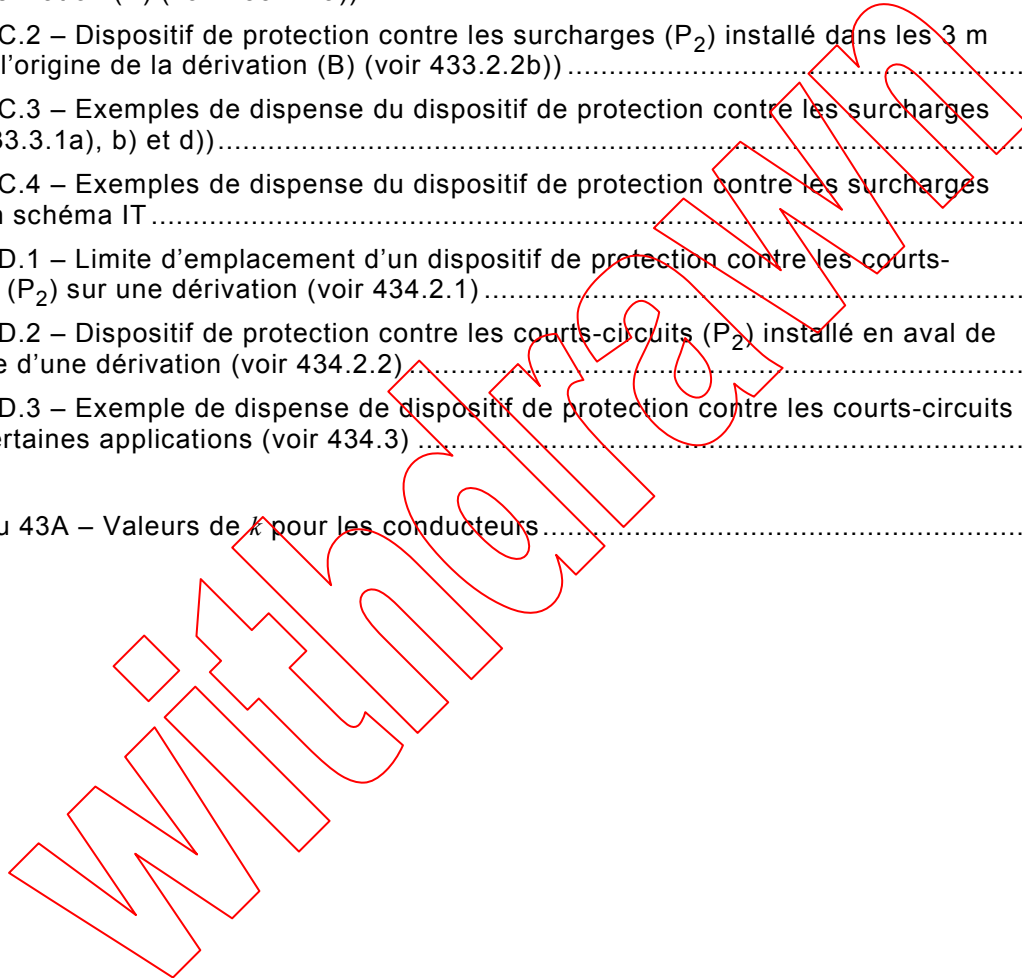 C.2 – Dispositif de protection contre les surcharges (P2) installé dans les 3 m
l'origine de la dérivation (B) (voir 433.2.2b))........................................................
C.3 – Exemples de dispense du dispositif de protection contre les surcharges
33.3.1a), b) et d))........................................................
C.4 – Exemples de dispense du dispositif de protection contre les surcharges
schéma IT........................................................
D.1 – Limite d'emplacement d'un dispositif de protection contre les courts-
(P2) sur une dérivation (voir 434.2.1)........................................................
D.2 – Dispositif de protection contre les courts-circuits (P2) installé en aval de
d'une dérivation (voir 434.2.2)........................................................
D.3 – Exemple de dispense de dispositif de protection contre les courts-circuits
ertaines applications (voir 434.3)........................................................
u 43A – Valeurs de k pour les conducteurs........................................................
withdrawn